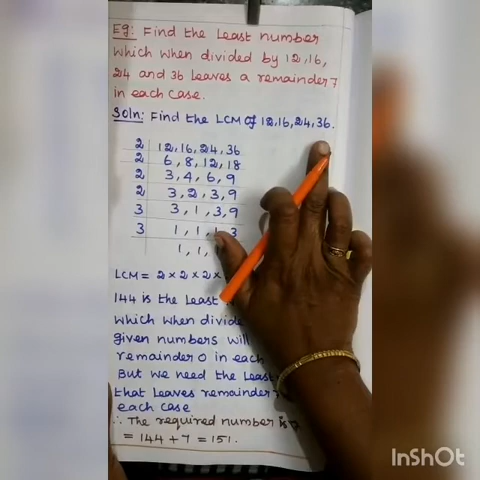 Eg: Find the Least number
which when divided by 12,16,
24 and 36 leaves a remainder 7
in each case.
Soln: Find the LCM of 12,16,24,36.
2 | 12, 16, 24, 36
2 | 6, 8, 12, 18
2 | 3, 4, 6, 9
2 | 3, 2, 3, 9
3 | 3, 1, 3, 9
3 | 1, 1, 1, 3
1, 1,
LCM = 2 × 2 × 2 ×
144 is the Least
which when divide
given numbers will
remainder 0 in each
But we need the Least
that leaves remainder
each case
∴ The required number is
= 144 + 7 = 151.
InShOt